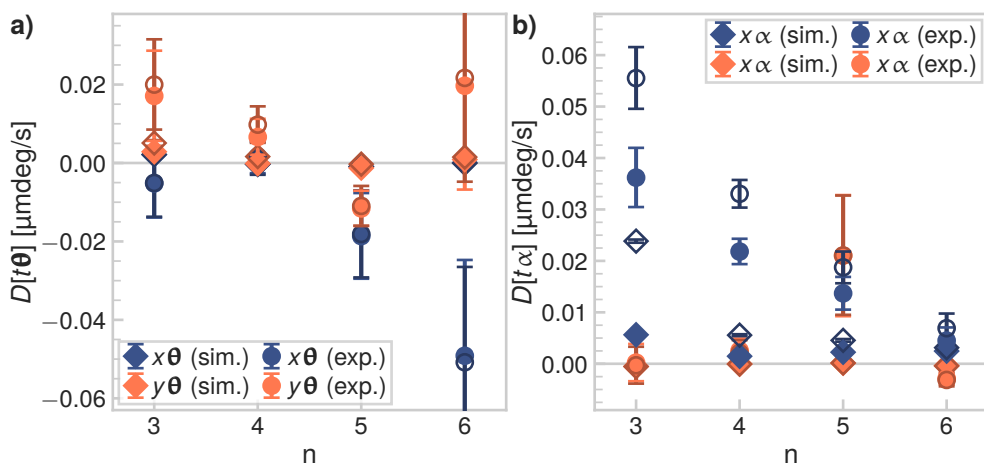 a)
D[tθ] [µmdeg/s]
0.02
0.00
−0.02
−0.04
−0.06
xθ (sim.) xθ (exp.)
yθ (sim.) yθ (exp.)
3 4 5 6
n
b)
D[tα] [µmdeg/s]
0.06
0.05
0.04
0.03
0.02
0.01
0.00
xα (sim.) xα (exp.)
xα (sim.) xα (exp.)
3 4 5 6
n